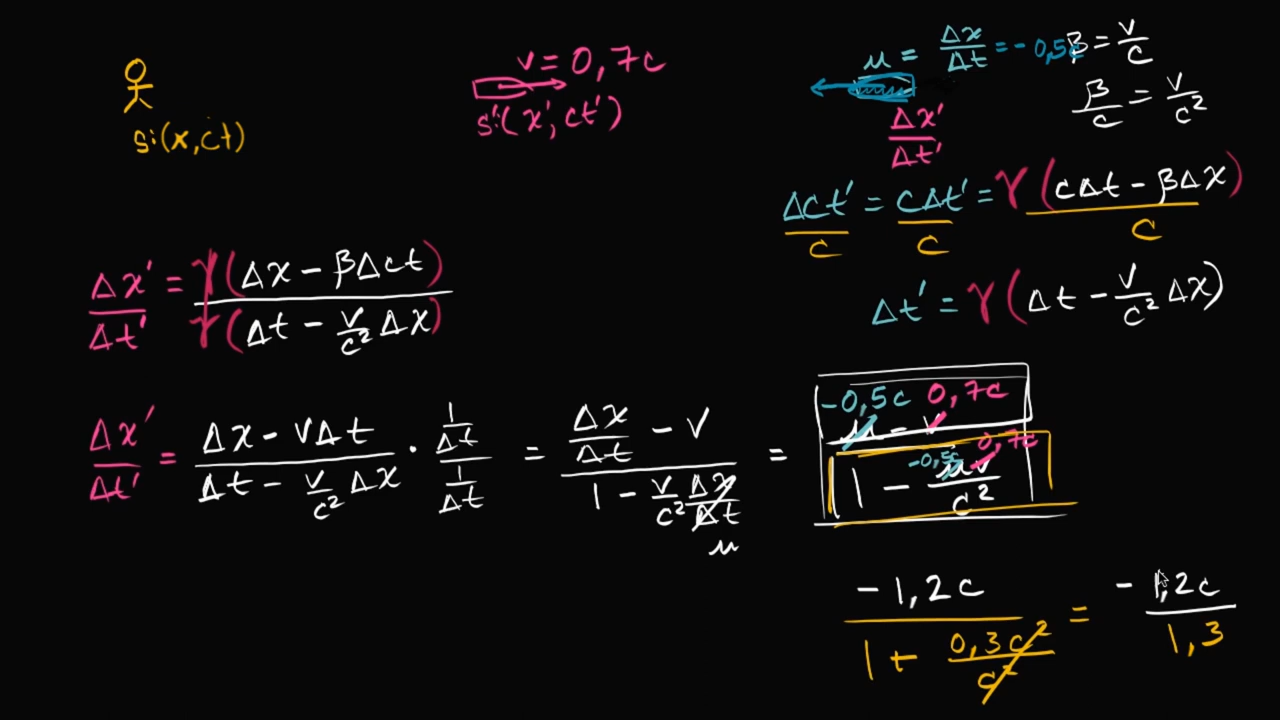 v = 0,7c
μ = Δx/Δt = - 0,5c
β = v/c
s:(x, ct)
s':(x', ct')
Δx'/Δt'
β/c = v/c²
Δct'/c = cΔt'/c = γ(cΔt - βΔx)/c
Δx'/Δt' = γ(Δx - βΔct)/γ(Δt - v/c² Δx)
Δt' = γ(Δt - v/c² Δx)
-0,5c 0,7c
Δx'/Δt' = (Δx - vΔt)/(Δt - v/c² Δx) · (1/Δt)/(1/Δt) = (Δx/Δt - v)/(1 - v/c² Δx/Δt) = (μ - v)/(1 - μv/c²)
-0,5c 0,7c
μ
-1,2c/(1 + 0,3c²/c²) = -1,2c/1,3